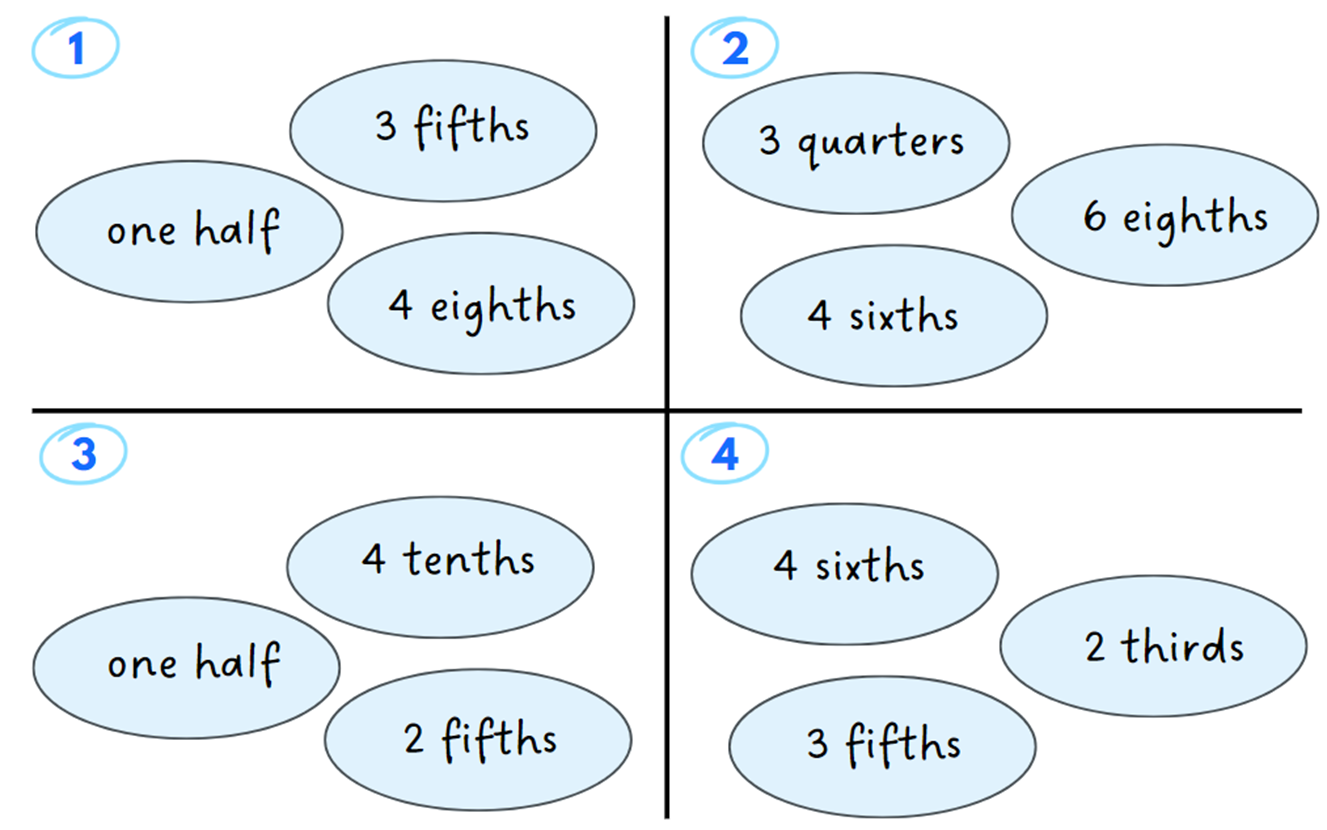 1
3 fifths
one half
4 eighths
2
3 quarters
6 eighths
4 sixths
3
4 tenths
one half
2 fifths
4
4 sixths
2 thirds
3 fifths